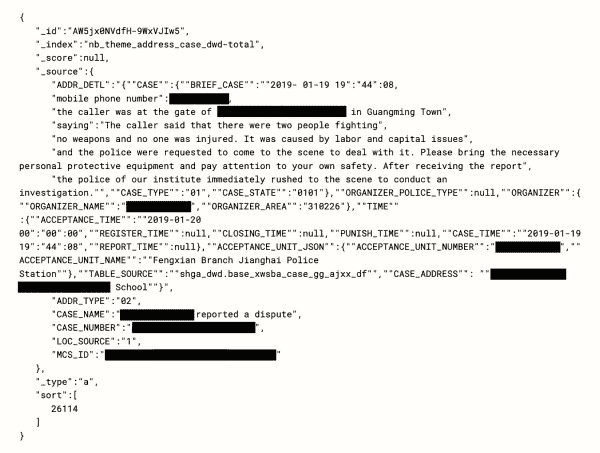 {
"_id":"AW5jx0NVdfH-9WxVJIw5",
"_index":"nb_theme_address_case_dwd-total",
"_score":null,
"_source":{
"ADDR_DETL":"{""CASE":{""BRIEF_CASE"":""2019- 01-19 19":"44":08,
"mobile phone number":
"the caller was at the gate of in Guangming Town",
"saying":"The caller said that there were two people fighting",
"no weapons and no one was injured. It was caused by labor and capital issues",
"and the police were requested to come to the scene to deal with it. Please bring the necessary
personal protective equipment and pay attention to your own safety. After receiving the report",
"the police of our institute immediately rushed to the scene to conduct an
investigation."",""CASE_TYPE"":"01",""CASE_STATE"":"0101"},""ORGANIZER_POLICE_TYPE":null,""ORGANIZER"":{
""ORGANIZER_NAME"":" ",""ORGANIZER_AREA"":"310226"},""TIME""
:{""ACCEPTANCE_TIME"":""2019-01-20
00":"00":00"",""REGISTER_TIME"":null,""CLOSING_TIME"":null,""PUNISH_TIME"":null,""CASE_TIME"":""2019-01-19
19":"44":08"",""REPORT_TIME"":null},""ACCEPTANCE_UNIT_JSON":{""ACCEPTANCE_UNIT_NUMBER"":" ",""
ACCEPTANCE_UNIT_NAME"":""Fengxian Branch Jianghai Police
Station""},""TABLE_SOURCE"":""shga_dwd.base_xwsba_case_gg_ajxx_df"",""CASE_ADDRESS"": ""
School""}",
"ADDR_TYPE":"02",
"CASE_NAME":" reported a dispute",
"CASE_NUMBER":" ",
"LOC_SOURCE":"1",
"MCS_ID":" "
},
"_type":"a",
"sort":[
26114
]
}